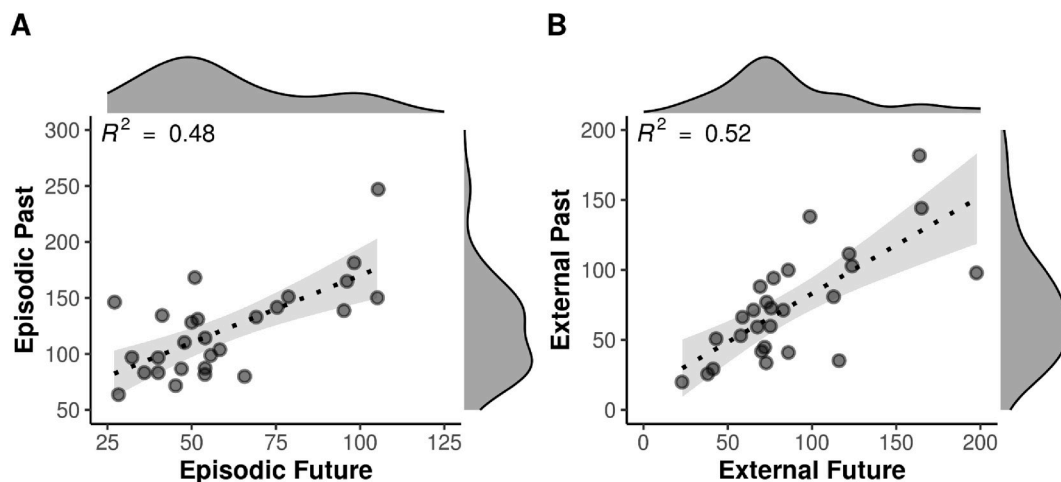 A
R² = 0.48
Episodic Past
300
250
200
150
100
50
25 50 75 100 125
Episodic Future
B
R² = 0.52
External Past
200
150
100
50
0
0 50 100 150 200
External Future